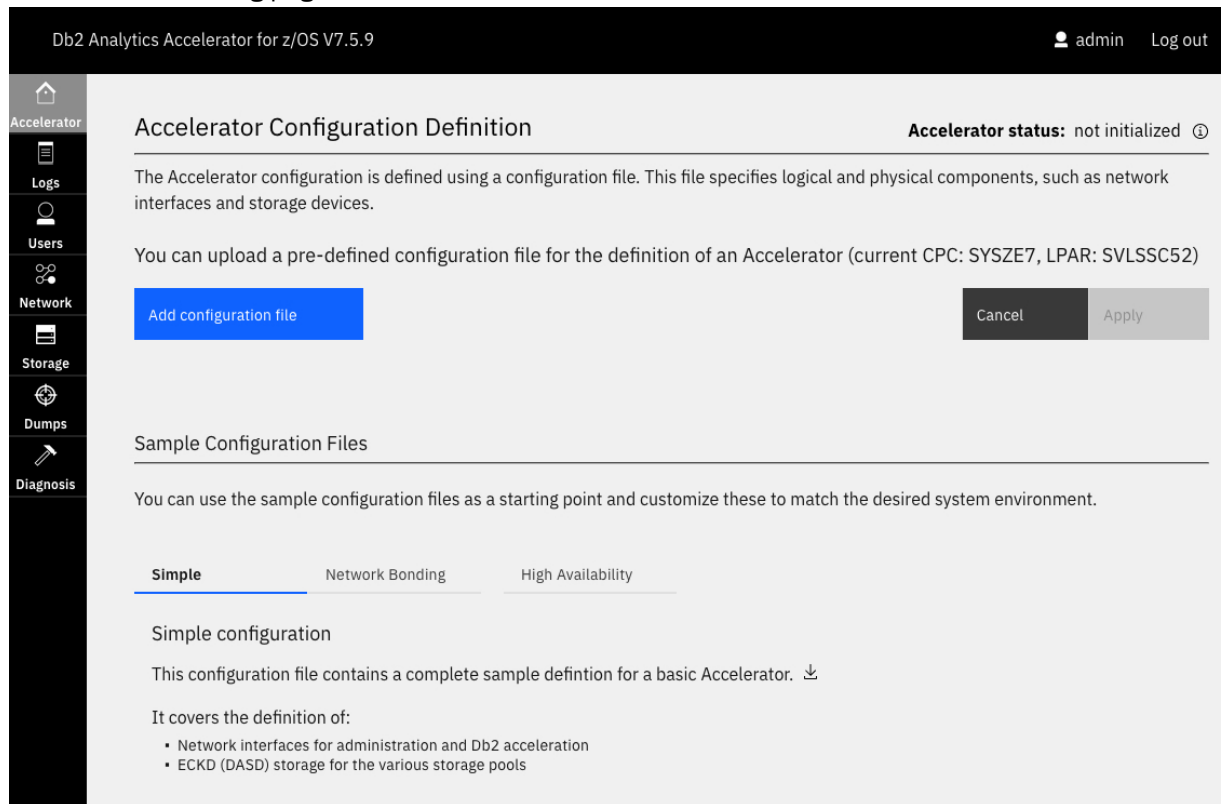 Db2 Analytics Accelerator for z/OS V7.5.9
admin Log out
Accelerator
Logs
Users
Network
Storage
Dumps
Diagnosis
Accelerator Configuration Definition
Accelerator status: not initialized
The Accelerator configuration is defined using a configuration file. This file specifies logical and physical components, such as network
interfaces and storage devices.
You can upload a pre-defined configuration file for the definition of an Accelerator (current CPC: SYSZE7, LPAR: SVLSSC52)
Add configuration file
Cancel Apply
Sample Configuration Files
You can use the sample configuration files as a starting point and customize these to match the desired system environment.
Simple Network Bonding High Availability
Simple configuration
This configuration file contains a complete sample defintion for a basic Accelerator.
It covers the definition of:
▪ Network interfaces for administration and Db2 acceleration
▪ ECKD (DASD) storage for the various storage pools